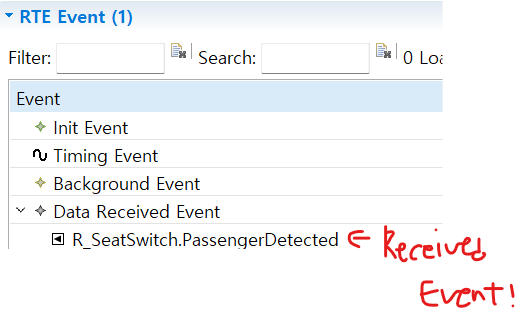 RTE Event (1)
Filter: Search: 0 Loa
Event
Init Event
Timing Event
Background Event
Data Received Event
R_SeatSwitch.PassengerDetected ← Received
Event!